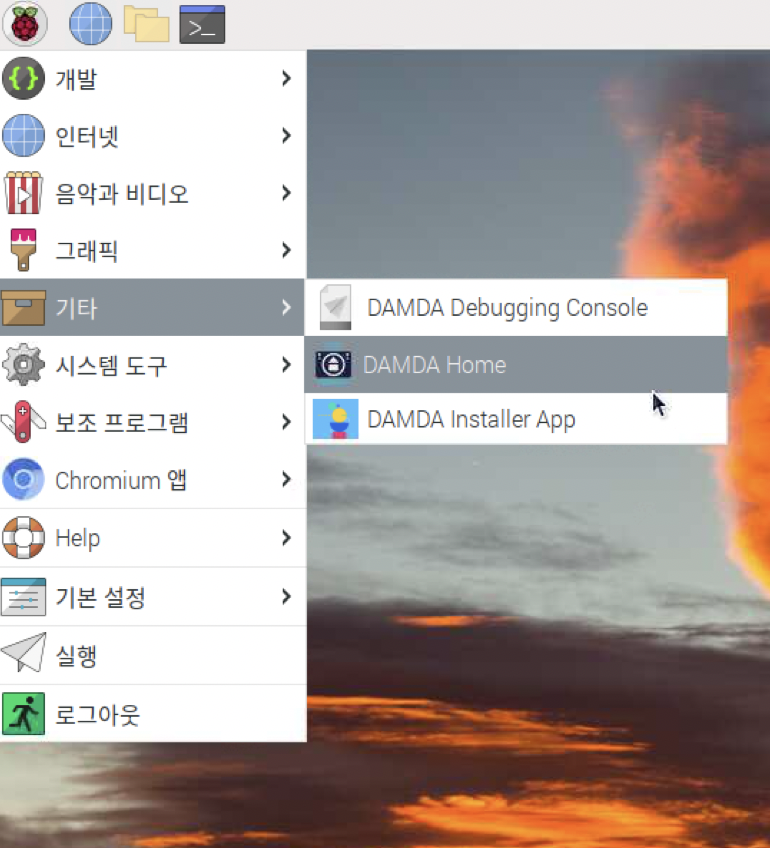 개발
인터넷
음악과 비디오
그래픽
기타
DAMDA Debugging Console
DAMDA Home
DAMDA Installer App
시스템 도구
보조 프로그램
Chromium 앱
Help
기본 설정
실행
로그아웃